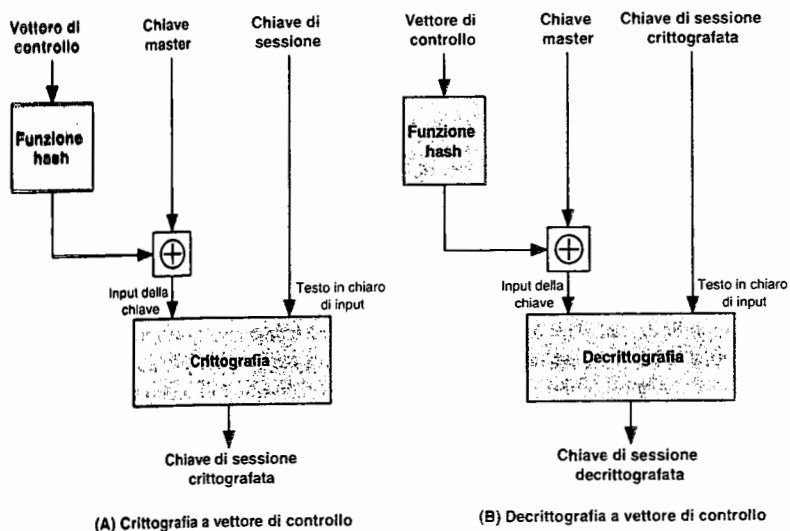 Vettore di
controllo
Chiave
master
Chiave di
sessione
Funzione
hash
Input della
chiave
Testo in chiaro
di input
Crittografia
Chiave di sessione
crittografata
(A) Crittografia a vettore di controllo
Vettore di
controllo
Chiave
master
Chiave di sessione
crittografata
Funzione
hash
Input della
chiave
Testo in chiaro
di input
Decrittografia
Chiave di sessione
decrittografata
(B) Decrittografia a vettore di controllo